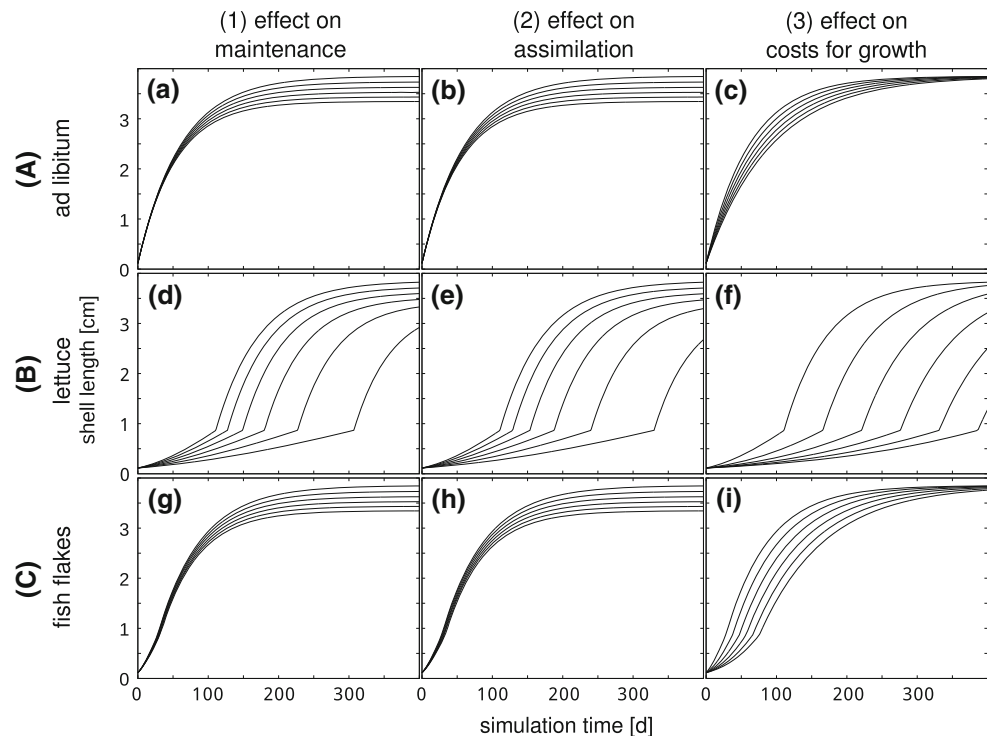 (1) effect on maintenance
(2) effect on assimilation
(3) effect on costs for growth
(A) ad libitum
(a)
(b)
(c)
3
2
1
0
(B) lettuce
shell length [cm]
(d)
(e)
(f)
3
2
1
0
(C) fish flakes
(g)
(h)
(i)
3
2
1
0
0 100 200 300
0 100 200 300
0 100 200 300
simulation time [d]